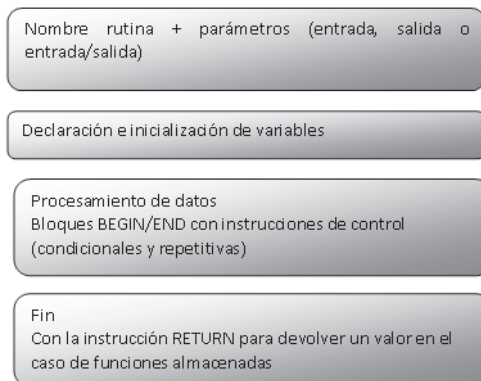 Nombre rutina + parámetros (entrada, salida o
entrada/salida)
Declaración e inicialización de variables
Procesamiento de datos
Bloques BEGIN/END con instrucciones de control
(condicionales y repetitivas)
Fin
Con la instrucción RETURN para devolver un valor en el
caso de funciones almacenadas